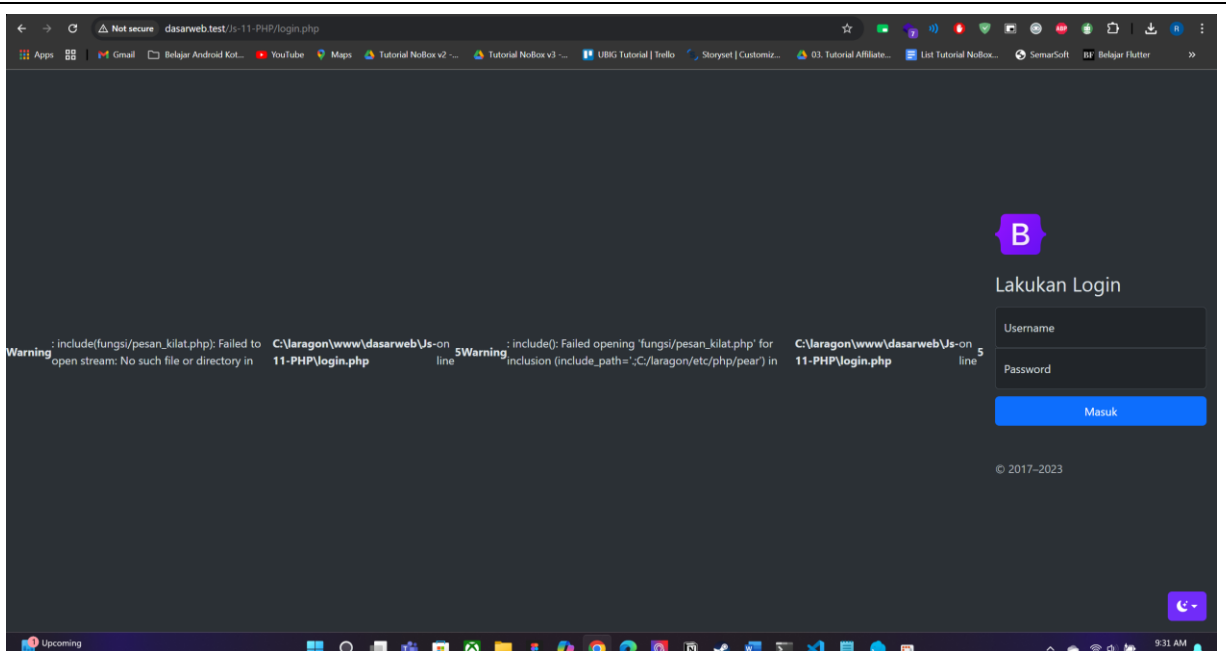 Not secure dasarweb.test/Js-11-PHP/login.php
Apps Gmail Belajar Android Kot... YouTube Maps Tutorial NoBox v2 -... Tutorial NoBox v3 -... UBIG Tutorial | Trello Storyset | Customiz... 03. Tutorial Affiliate... List Tutorial NoBox... SemarSoft BF Belajar Flutter »
B
Lakukan Login
Username
Warning: include(fungsi/pesan_kilat.php): Failed to open stream: No such file or directory in C:\laragon\www\dasarweb\Js-11-PHP\login.php on line 5
Warning: include(): Failed opening 'fungsi/pesan_kilat.php' for inclusion (include_path='.;C:/laragon/etc/php/pear') in C:\laragon\www\dasarweb\Js-11-PHP\login.php on line 5
Password
Masuk
© 2017–2023
1 Upcoming
9:31 AM